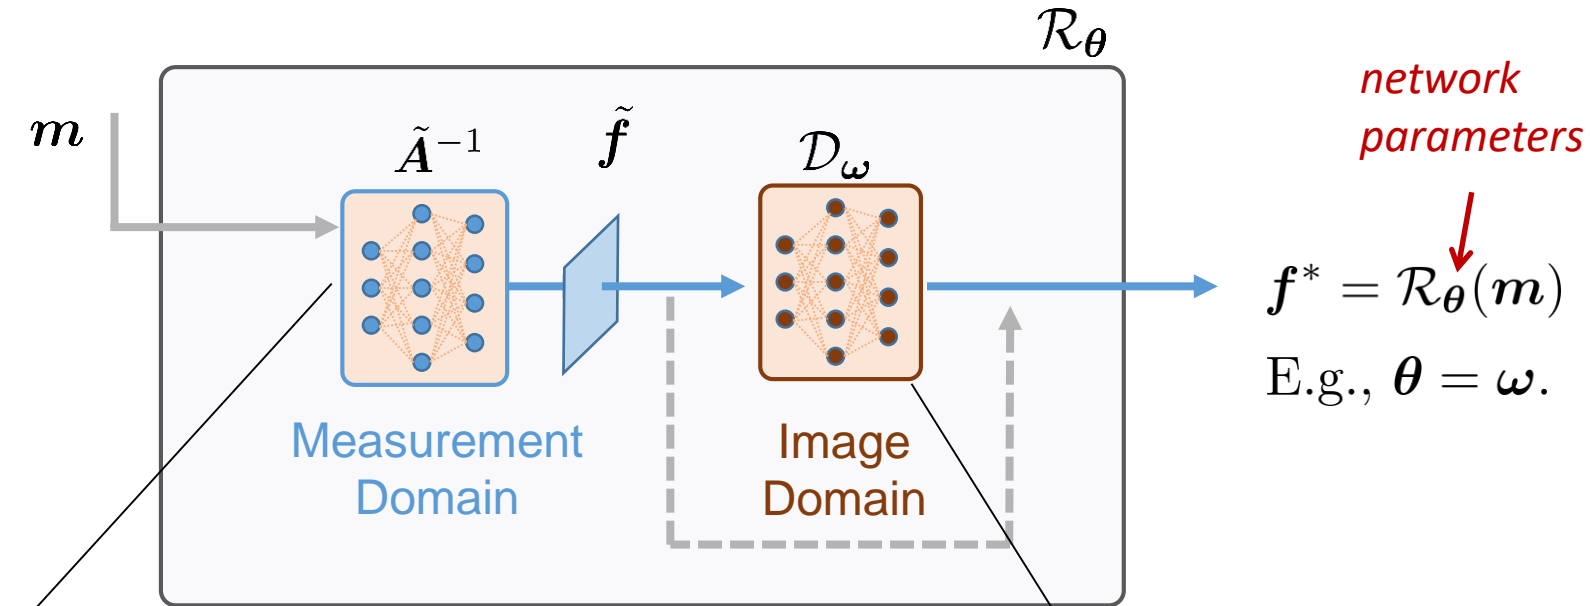 𝓡_θ
network
parameters
m
Ã⁻¹
f̃
𝒟_ω
f* = 𝓡_θ(m)
E.g., θ = ω.
Measurement
Domain
Image
Domain